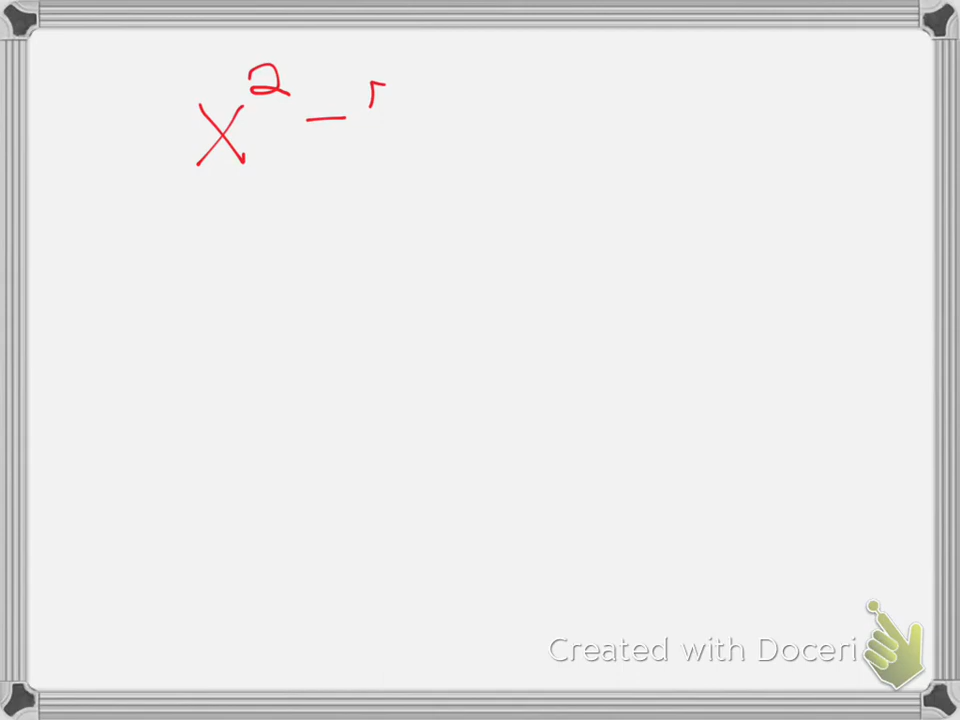 x² −
Created with Doceri